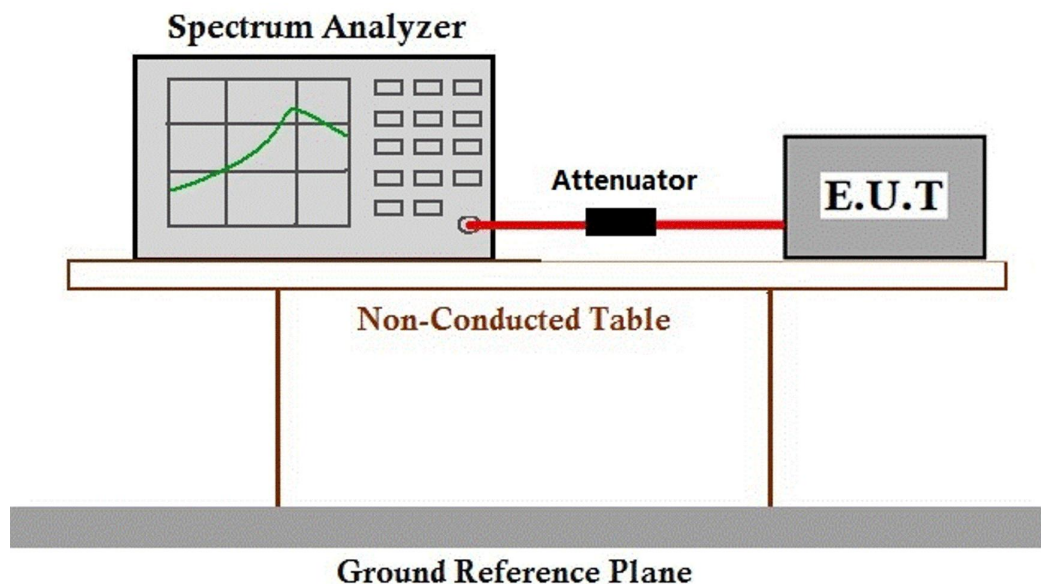 Spectrum Analyzer
Attenuator
E.U.T
Non-Conducted Table
Ground Reference Plane